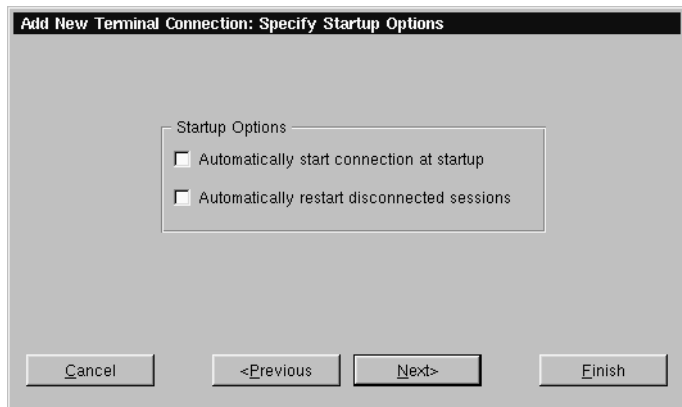 Add New Terminal Connection: Specify Startup Options
Startup Options
Automatically start connection at startup
Automatically restart disconnected sessions
Cancel
<Previous
Next>
Finish